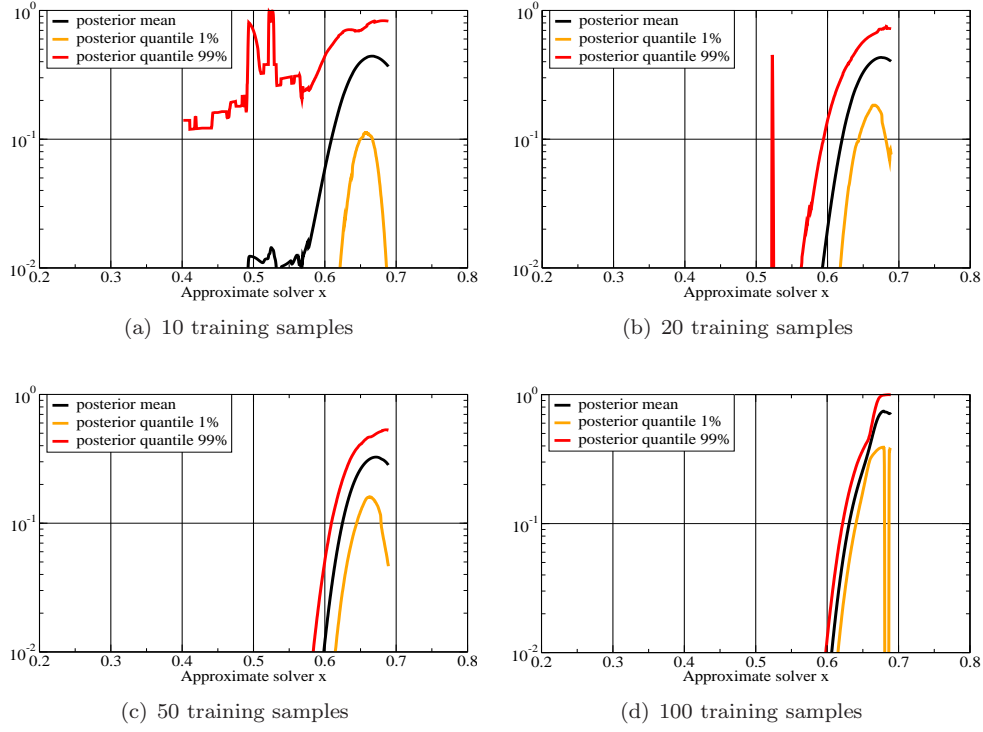 10^0
posterior mean
posterior quantile 1%
posterior quantile 99%
10^-1
10^-2
0.2 0.3 0.4 0.5 0.6 0.7 0.8
Approximate solver x
(a) 10 training samples
10^0
posterior mean
posterior quantile 1%
posterior quantile 99%
10^-1
10^-2
0.2 0.3 0.4 0.5 0.6 0.7 0.8
Approximate solver x
(b) 20 training samples
10^0
posterior mean
posterior quantile 1%
posterior quantile 99%
10^-1
10^-2
0.2 0.3 0.4 0.5 0.6 0.7 0.8
Approximate solver x
(c) 50 training samples
10^0
posterior mean
posterior quantile 1%
posterior quantile 99%
10^-1
10^-2
0.2 0.3 0.4 0.5 0.6 0.7 0.8
Approximate solver x
(d) 100 training samples